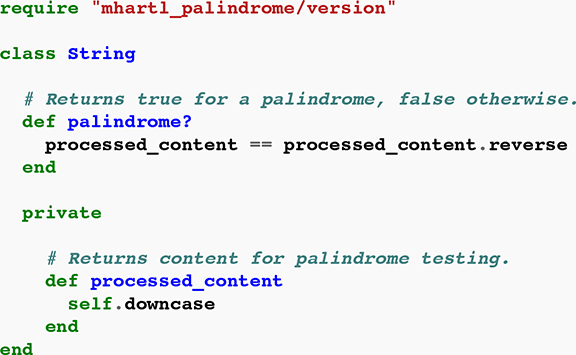 require "mhartl_palindrome/version"
class String
# Returns true for a palindrome, false otherwise.
def palindrome?
processed_content == processed_content.reverse
end
private
# Returns content for palindrome testing.
def processed_content
self.downcase
end
end